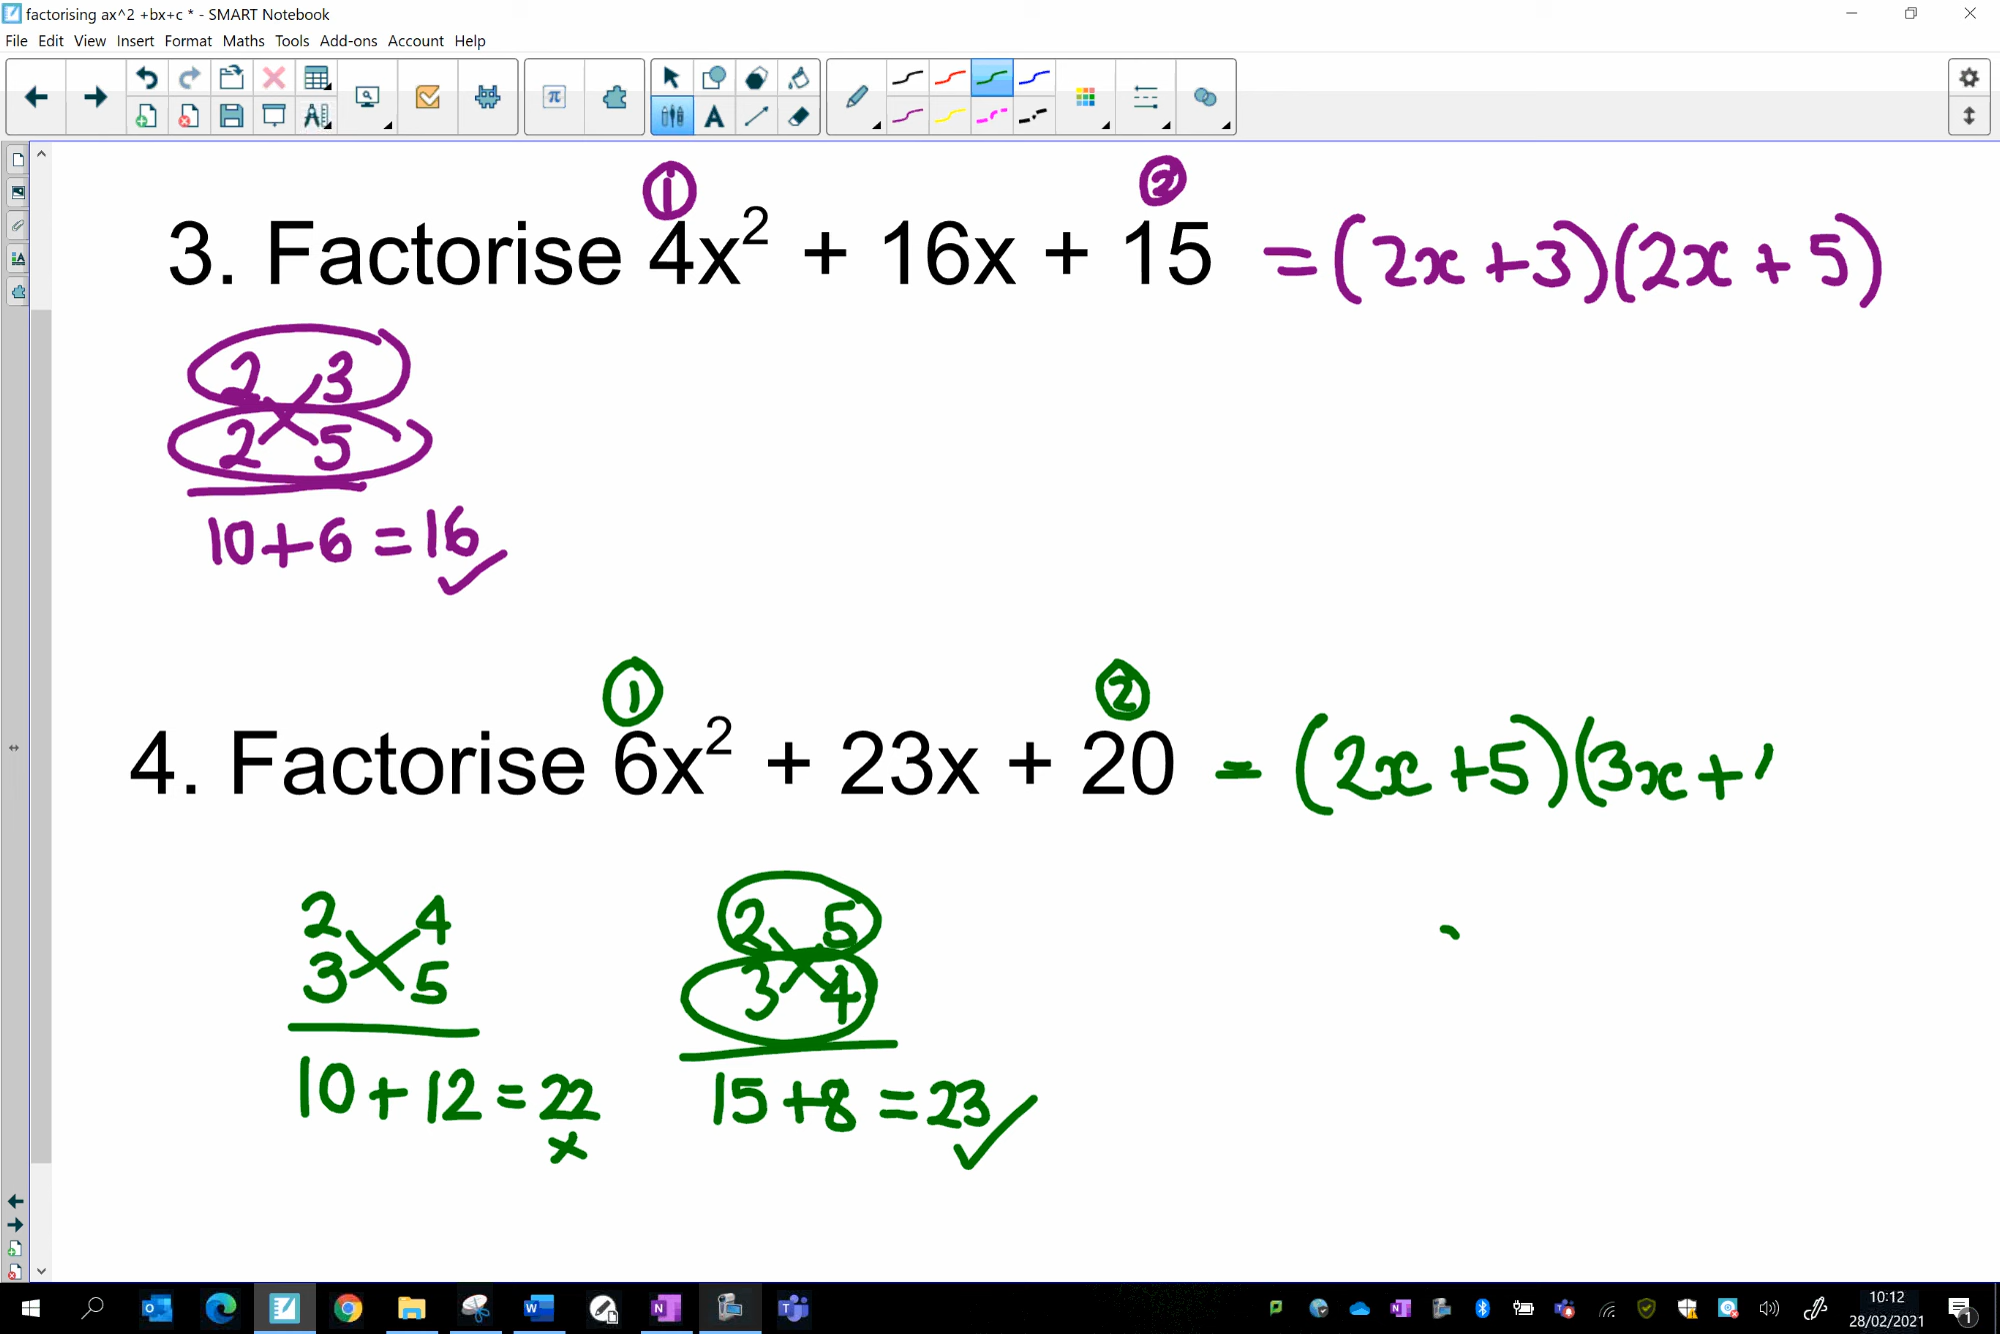 factorising ax^2 +bx+c * - SMART Notebook
File Edit View Insert Format Maths Tools Add-ons Account Help
π A
① ②
3. Factorise 4x² + 16x + 15 = (2x + 3)(2x + 5)
2 3
2 5
10 + 6 = 16 ✓
① ②
4. Factorise 6x² + 23x + 20 = (2x + 5)(3x +
2 4 2 5
3 5 3 4
10 + 12 = 22 15 + 8 = 23 ✓
x
10:12
28/02/2021
1